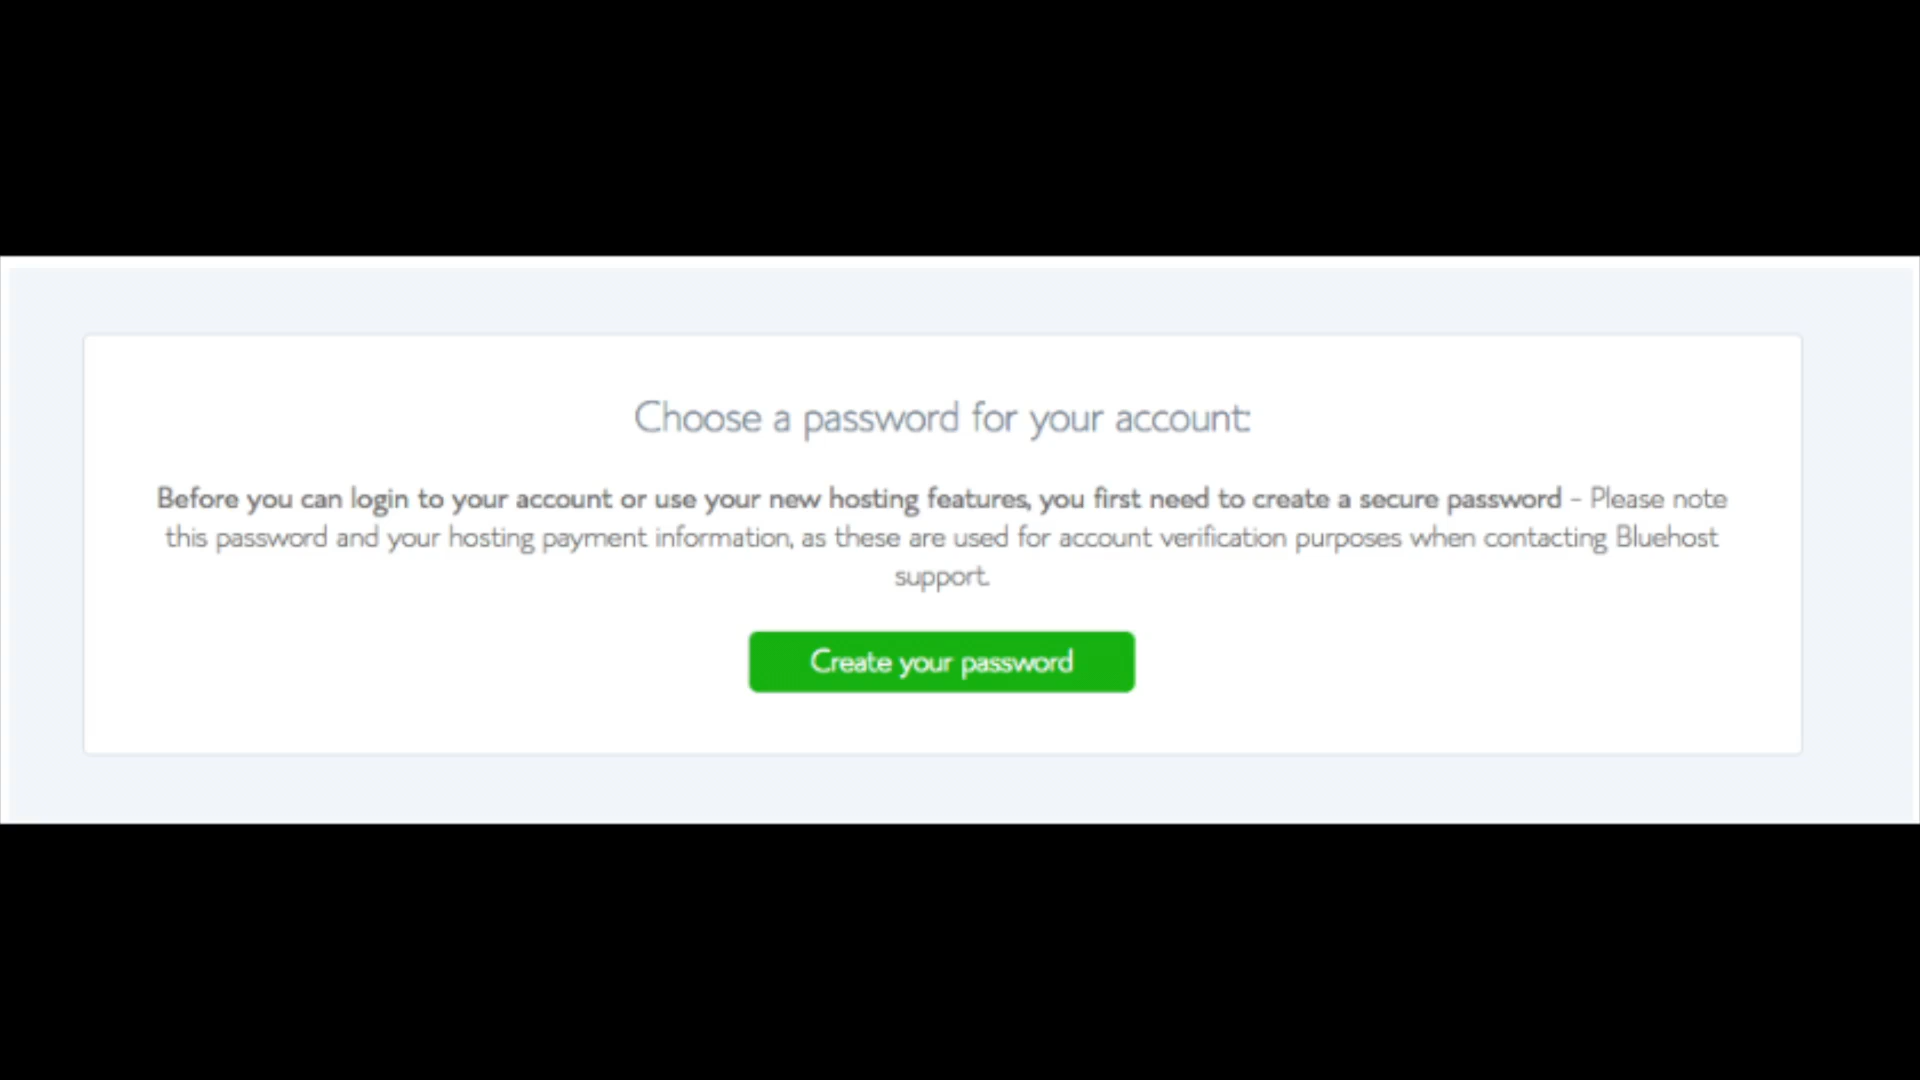 Choose a password for your account:
Before you can login to your account or use your new hosting features, you first need to create a secure password - Please note
this password and your hosting payment information, as these are used for account verification purposes when contacting Bluehost
support.
Create your password